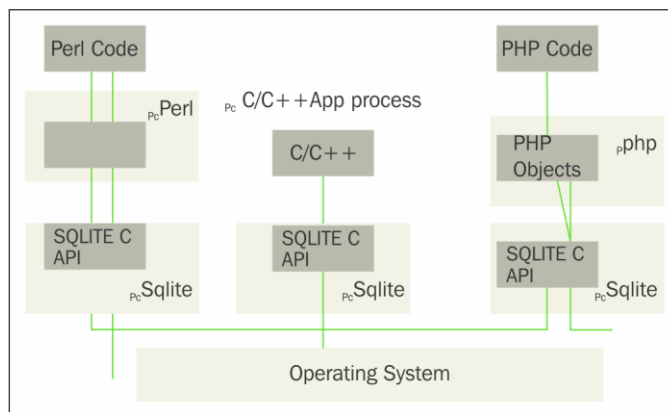 Perl Code
PHP Code
PcPerl
Pc C/C++App process
Pphp
C/C++
PHP
Objects
SQLITE C
API
SQLITE C
API
SQLITE C
API
PcSqlite
PcSqlite
PcSqlite
Operating System